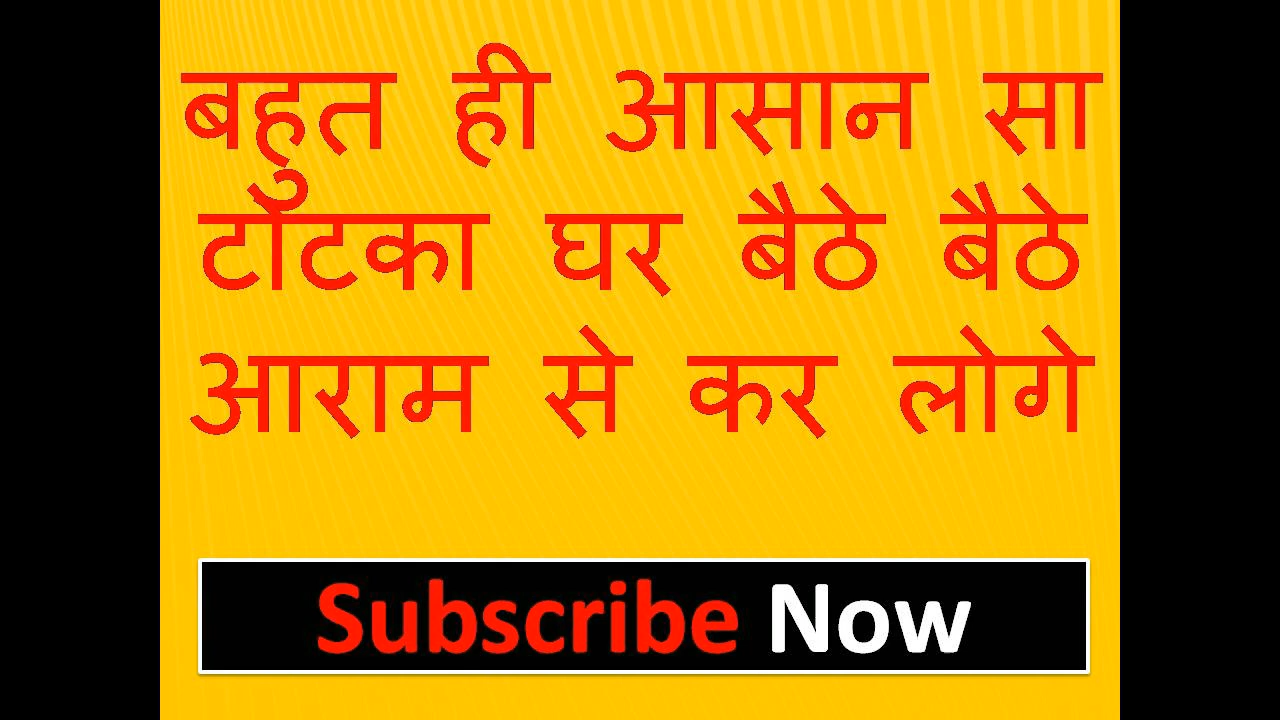 बहुत ही आसान सा
टोटका घर बैठे बैठे
आराम से कर लोगे
Subscribe Now